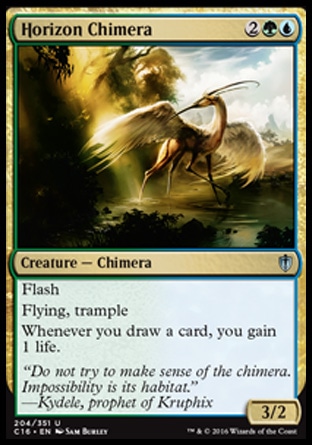 Horizon Chimera 2
Creature — Chimera
Flash
Flying, trample
Whenever you draw a card, you gain
1 life.
"Do not try to make sense of the chimera.
Impossibility is its habitat."
—Kydele, prophet of Kruphix
3/2
204/351 U
C16 • EN SAM BURLEY ™ & © 2016 Wizards of the Coast